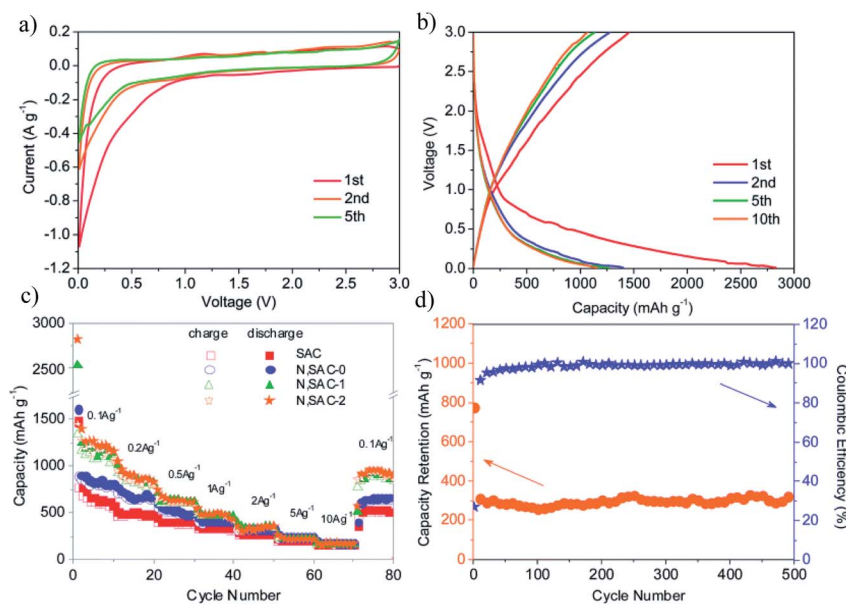 a)
0.2
0.0
-0.2
-0.4
-0.6
-0.8
-1.0
-1.2
Current (A g-1)
1st
2nd
5th
0.0 0.5 1.0 1.5 2.0 2.5 3.0
Voltage (V)
b)
3.0
2.5
2.0
1.5
1.0
0.5
0.0
Voltage (V)
1st
2nd
5th
10th
0 500 1000 1500 2000 2500 3000
Capacity (mAh g-1)
c)
3000
2500
1500
1000
500
0
Capacity (mAh g-1)
charge discharge
SAC
N,SAC-0
N,SAC-1
N,SAC-2
0.1Ag-1
0.2Ag-1
0.5Ag-1
1Ag-1
2Ag-1
5Ag-1
10Ag-1
0.1Ag-1
0 20 40 60 80
Cycle Number
d)
1200
1000
800
600
400
200
0
Capacity Retention (mAh g-1)
120
100
80
60
40
20
0
Coulombic Efficiency (%)
0 100 200 300 400 500
Cycle Number